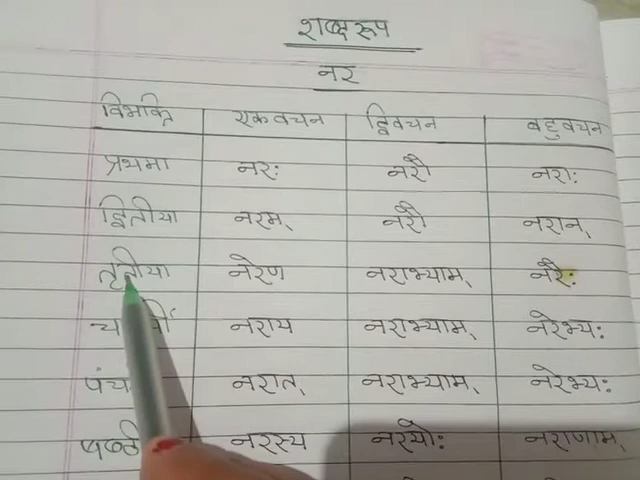 शब्द रूप
नर
विभक्ति एकवचन द्विवचन बहुवचन
प्रथमा नरः नरौ नराः
द्वितीया नरम् नरौ नरान्
तृतीया नरेण नराभ्याम् नरैः
नराय नराभ्याम् नरेभ्यः
नरात् नराभ्याम् नरेभ्यः
षष्ठी नरस्य नरयोः नराणाम्